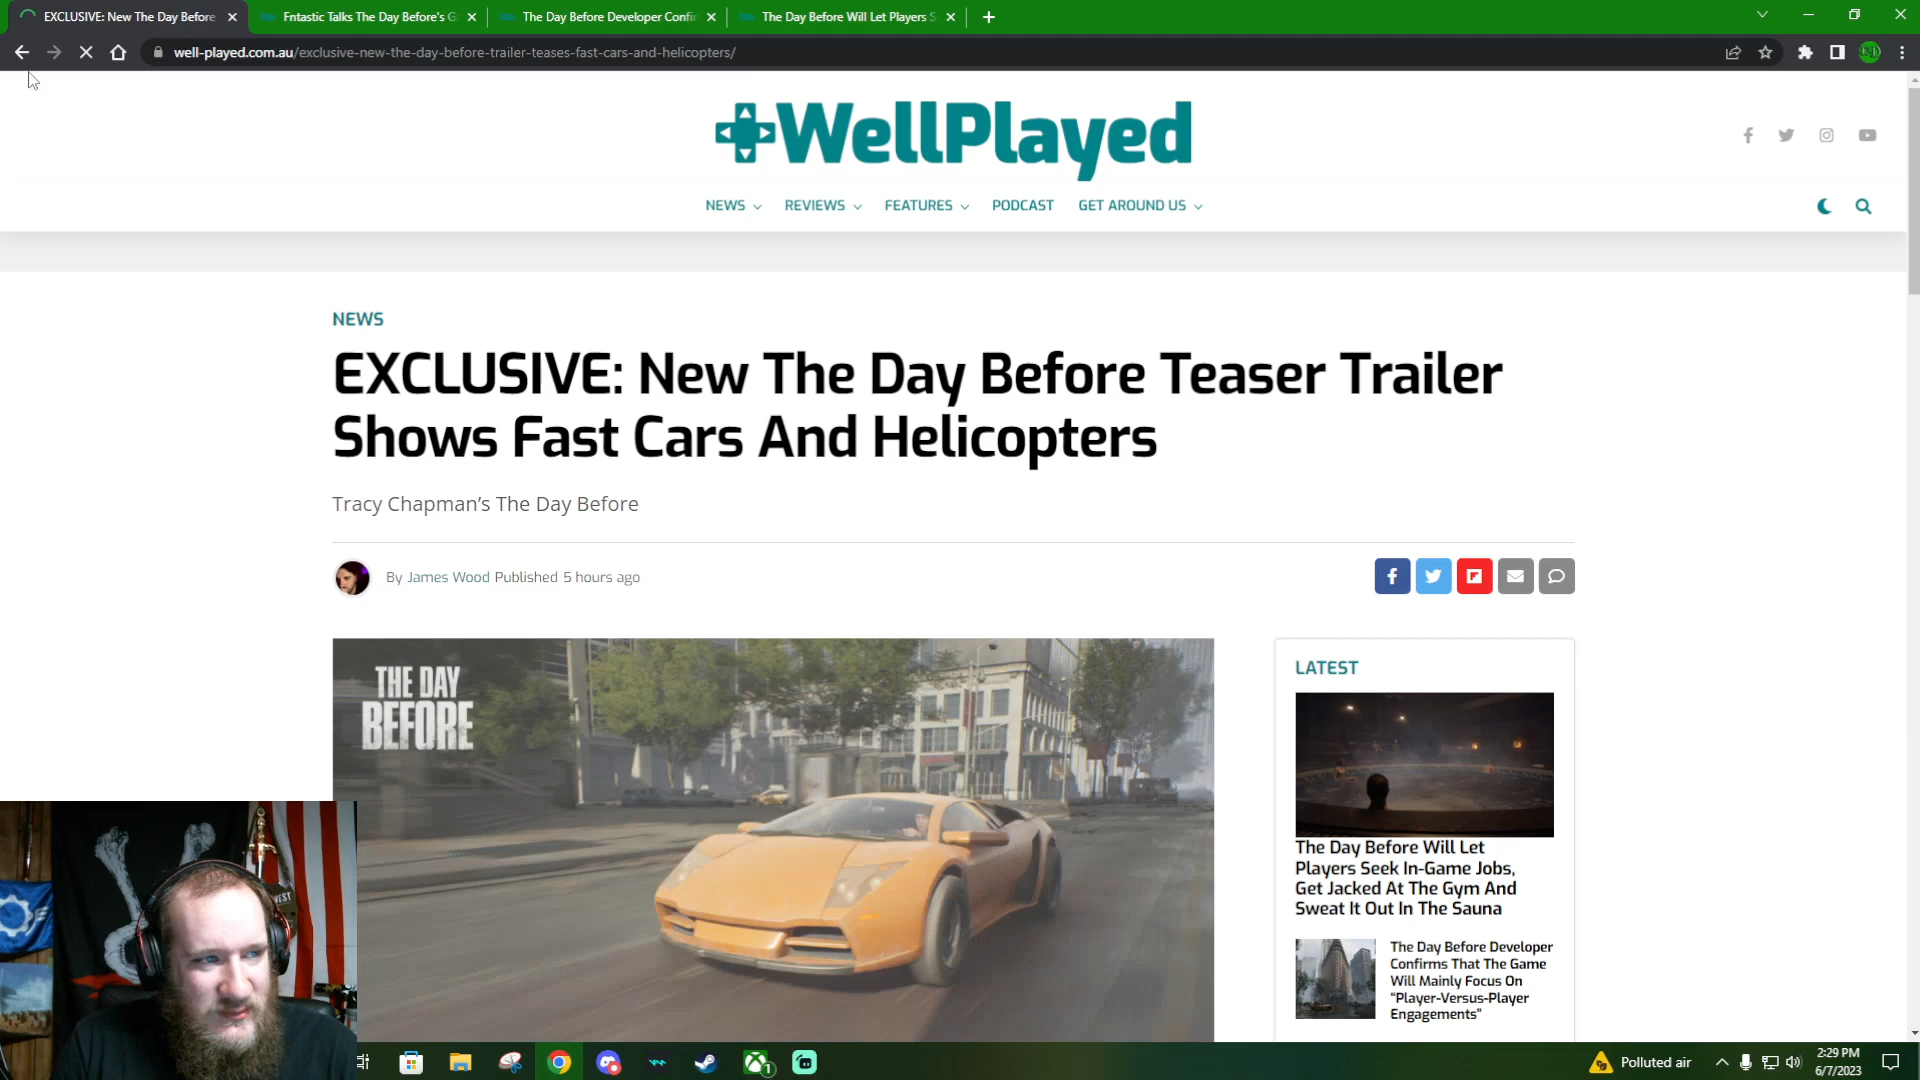 EXCLUSIVE: New The Day Before
Fntastic Talks The Day Before's G
The Day Before Developer Confir
The Day Before Will Let Players S
well-played.com.au/exclusive-new-the-day-before-trailer-teases-fast-cars-and-helicopters/
WellPlayed
NEWS
REVIEWS
FEATURES
PODCAST
GET AROUND US
NEWS
EXCLUSIVE: New The Day Before Teaser Trailer
Shows Fast Cars And Helicopters
Tracy Chapman's The Day Before
By James Wood Published 5 hours ago
THE DAY
BEFORE
LATEST
The Day Before Will Let
Players Seek In-Game Jobs,
Get Jacked At The Gym And
Sweat It Out In The Sauna
The Day Before Developer
Confirms That The Game
Will Mainly Focus On
"Player-Versus-Player
Engagements"
1
Polluted air
2:29 PM
6/7/2023